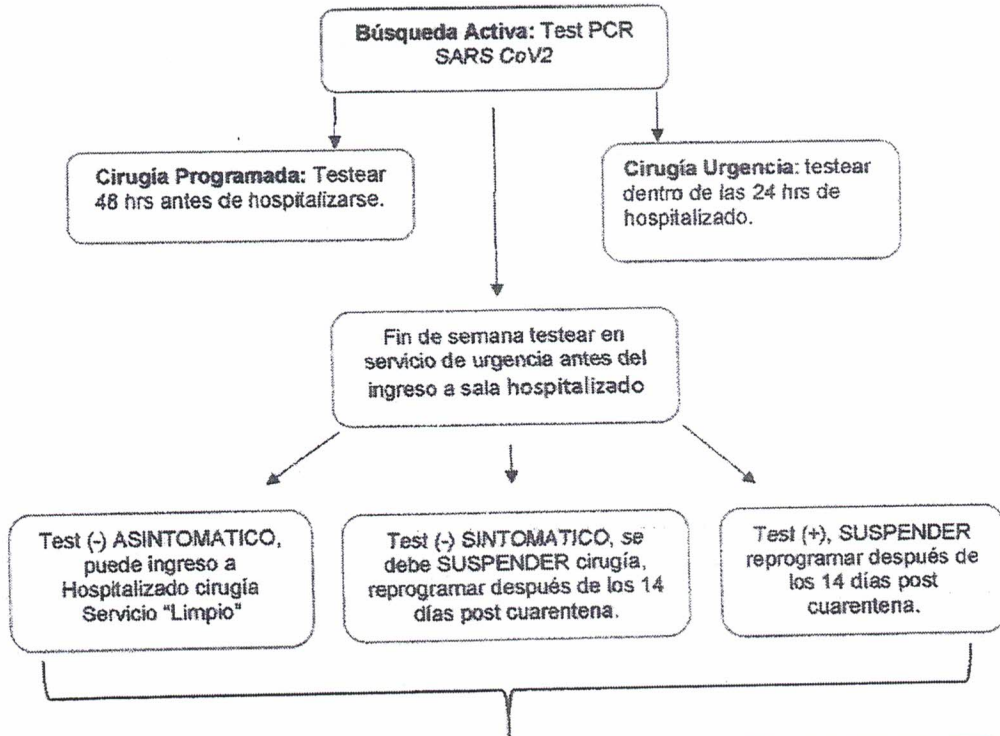 Búsqueda Activa: Test PCR
SARS CoV2
Cirugía Programada: Testear
48 hrs antes de hospitalizarse.
Cirugía Urgencia: testear
dentro de las 24 hrs de
hospitalizado.
Fin de semana testear en
servicio de urgencia antes del
ingreso a sala hospitalizado
Test (-) ASINTOMATICO,
puede ingreso a
Hospitalizado cirugía
Servicio "Limpio"
Test (-) SINTOMATICO, se
debe SUSPENDER cirugía,
reprogramar después de los 14
días post cuarentena.
Test (+), SUSPENDER
reprogramar después de
los 14 días post
cuarentena.